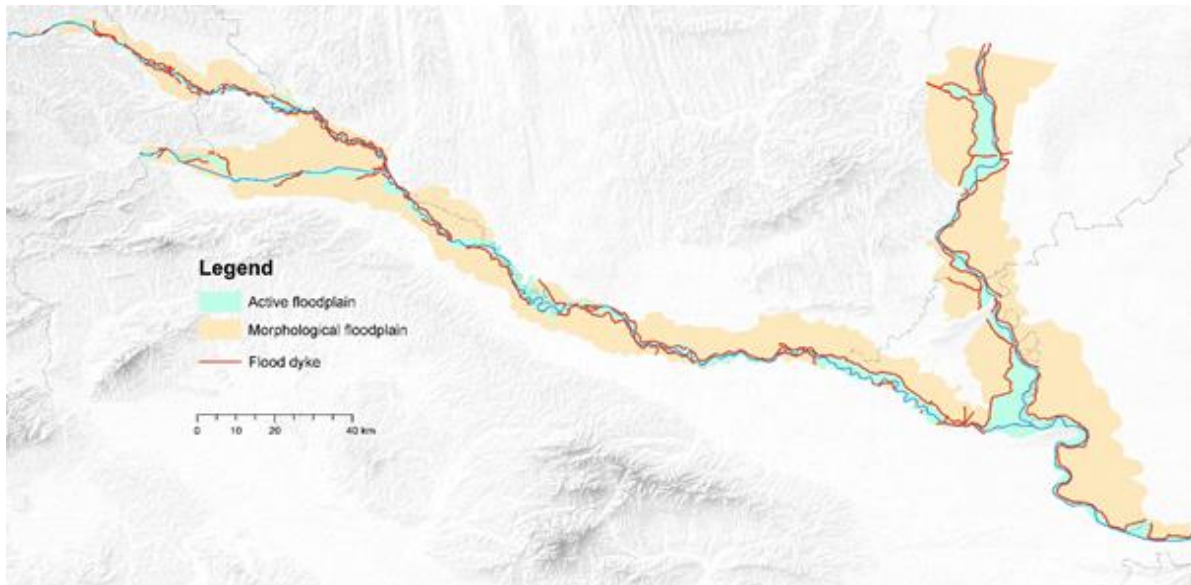 Legend
Active floodplain
Morphological floodplain
Flood dyke
0 10 20 40 km